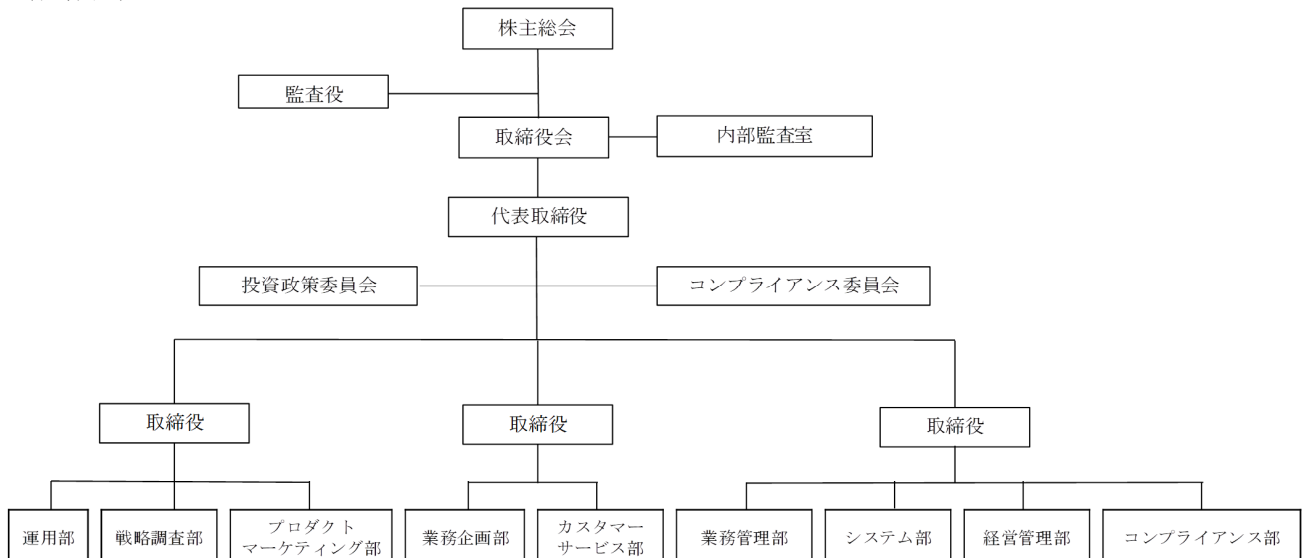 株主総会
監査役
取締役会
内部監査室
代表取締役
投資政策委員会
コンプライアンス委員会
取締役
取締役
取締役
運用部
戦略調査部
プロダクト
マーケティング部
業務企画部
カスタマー
サービス部
業務管理部
システム部
経営管理部
コンプライアンス部